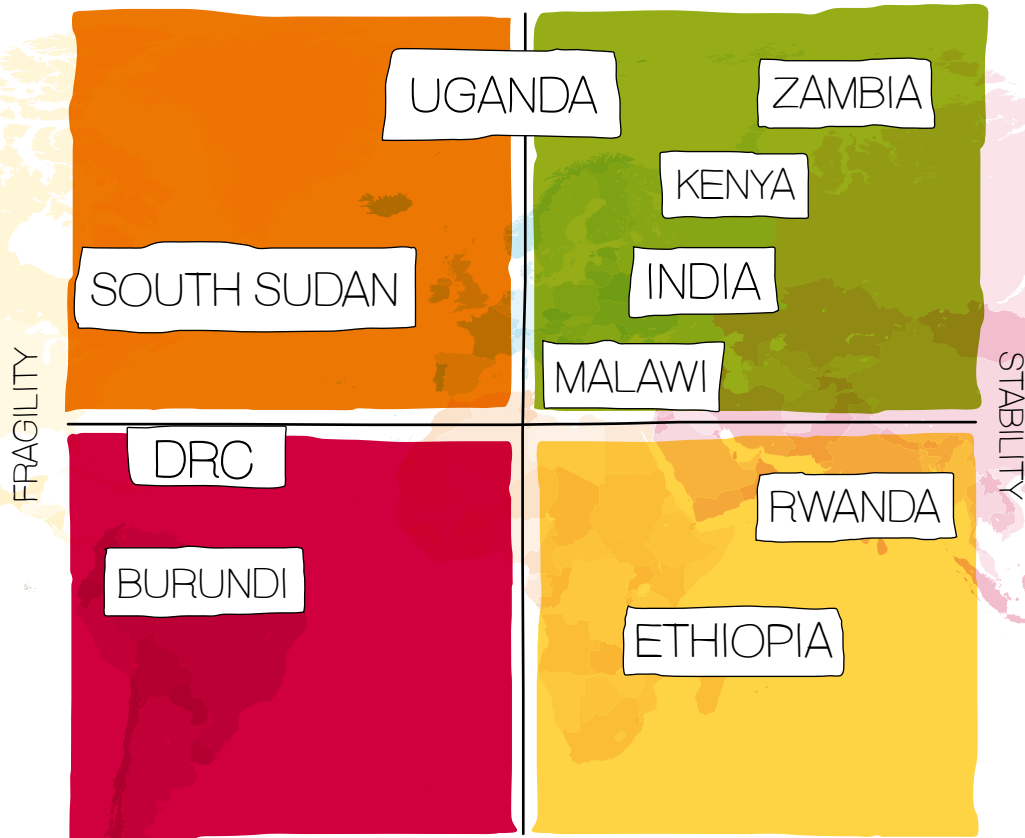 UGANDA
ZAMBIA
KENYA
SOUTH SUDAN
INDIA
MALAWI
FRAGILITY
STABILITY
DRC
RWANDA
BURUNDI
ETHIOPIA